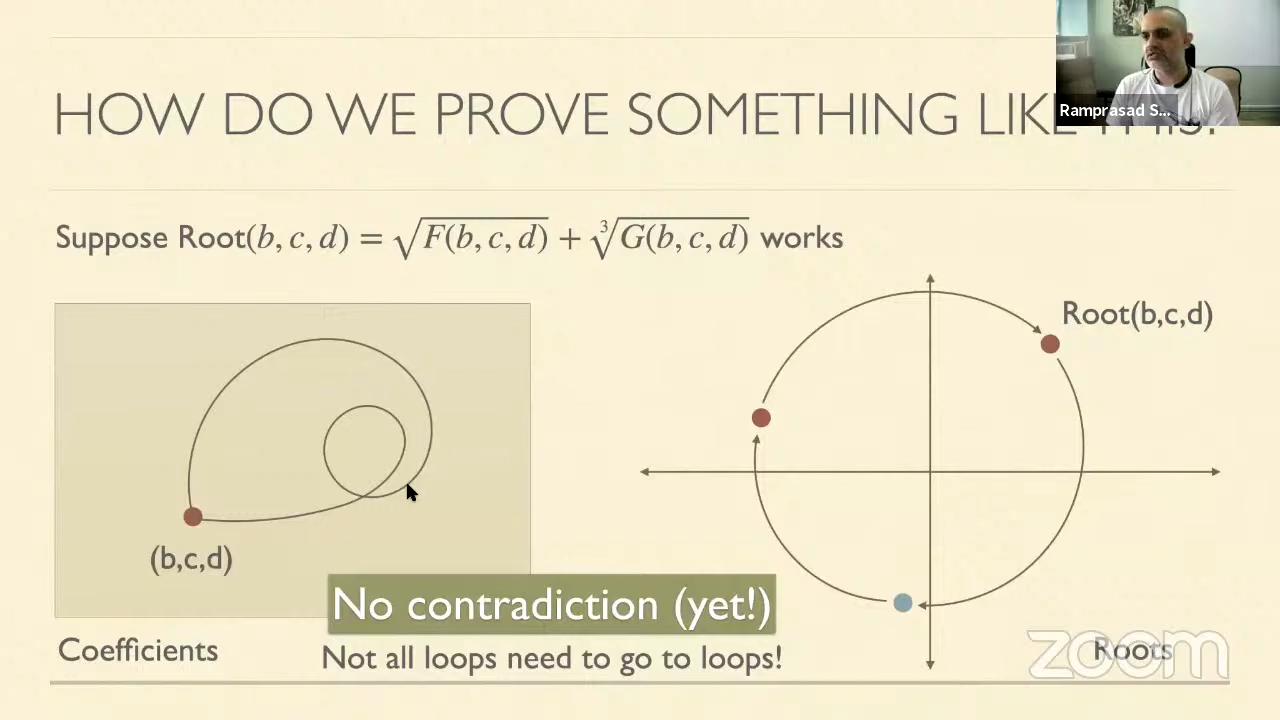 HOW DO WE PROVE SOMETHING LIKE THIS?
Ramprasad S...
Suppose Root(b, c, d) = √F(b, c, d) + ∛G(b, c, d) works
Root(b,c,d)
(b,c,d)
No contradiction (yet!)
Coefficients
Not all loops need to go to loops!
Roots
zoom